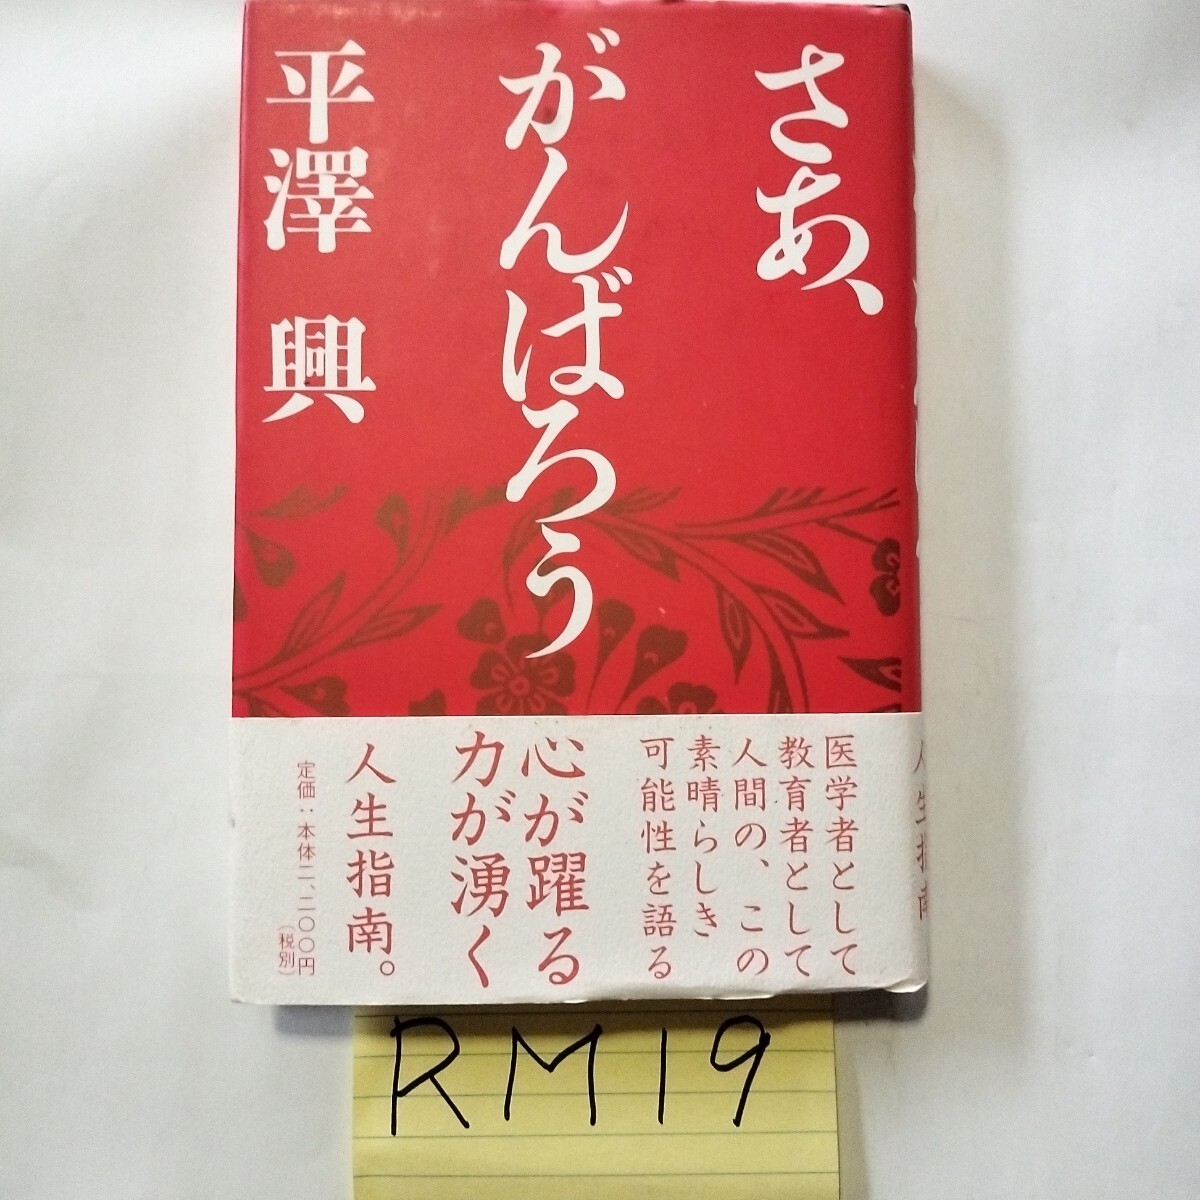 さあ、
がんばろう
平澤 興
医学者として
教育者として
人間の、この
素晴らしき
可能性を語る
心が躍る
力が湧く
人生指南。
定価：本体二、二〇〇円
（税別）
人生指南
RM19